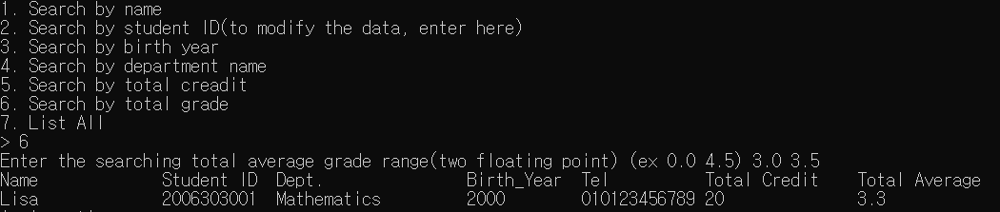 1. Search by name
2. Search by student ID(to modify the data, enter here)
3. Search by birth year
4. Search by department name
5. Search by total creadit
6. Search by total grade
7. List All
> 6
Enter the searching total average grade range(two floating point) (ex 0.0 4.5) 3.0 3.5
Name Student ID Dept. Birth_Year Tel Total Credit Total Average
Lisa 2006303001 Mathematics 2000 010123456789 20 3.3